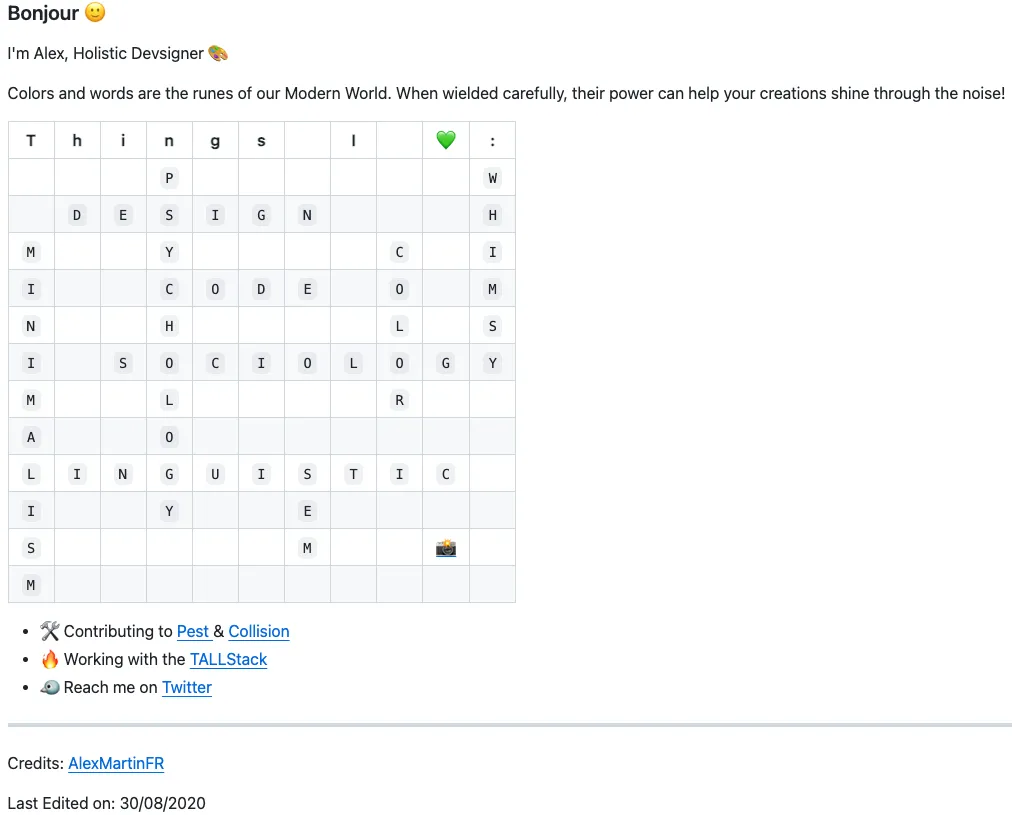 Bonjour 🙂
I'm Alex, Holistic Devsigner 🎨
Colors and words are the runes of our Modern World. When wielded carefully, their power can help your creations shine through the noise!
T h i n g s I 💚 :
P W
D E S I G N H
M Y C I
I C O D E O M
N H L S
I S O C I O L O G Y
M L R
A O
L I N G U I S T I C
I Y E
S M 📸
M
🛠 Contributing to Pest & Collision
🔥 Working with the TALLStack
🐦 Reach me on Twitter
Credits: AlexMartinFR
Last Edited on: 30/08/2020